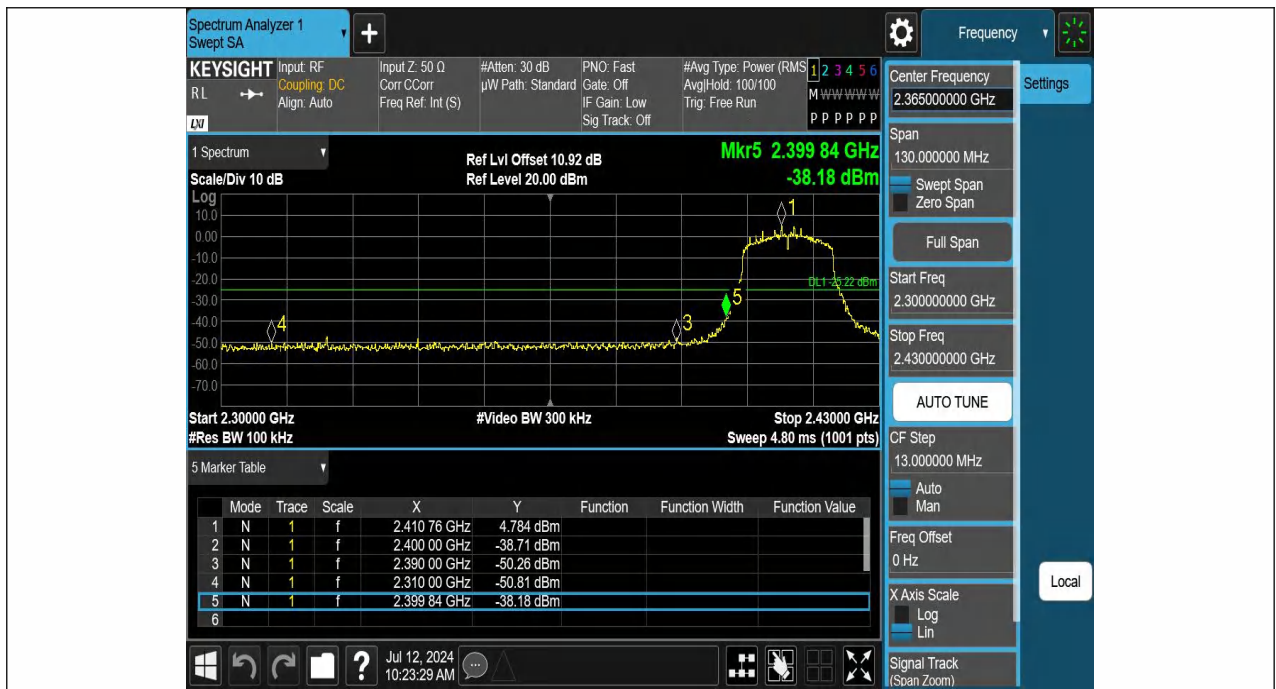 Spectrum Analyzer 1
Swept SA
+
Frequency
KEYSIGHT
RL
LXI
Input: RF
Coupling: DC
Align: Auto
Input Z: 50 Ω
Corr CCorr
Freq Ref: Int (S)
#Atten: 30 dB
µW Path: Standard
PNO: Fast
Gate: Off
IF Gain: Low
Sig Track: Off
#Avg Type: Power (RMS
Avg|Hold: 100/100
Trig: Free Run
1 2 3 4 5 6
M W W W W W
P P P P P P
1 Spectrum
Scale/Div 10 dB
Ref Lvl Offset 10.92 dB
Ref Level 20.00 dBm
Mkr5 2.399 84 GHz
-38.18 dBm
Log
10.0
0.00
-10.0
-20.0
-30.0
-40.0
-50.0
-60.0
-70.0
1
DL1 -25.22 dBm
5
4
3
Start 2.30000 GHz
#Video BW 300 kHz
Stop 2.43000 GHz
#Res BW 100 kHz
Sweep 4.80 ms (1001 pts)
5 Marker Table
Mode Trace Scale X Y Function Function Width Function Value
1 N 1 f 2.410 76 GHz 4.784 dBm
2 N 1 f 2.400 00 GHz -38.71 dBm
3 N 1 f 2.390 00 GHz -50.26 dBm
4 N 1 f 2.310 00 GHz -50.81 dBm
5 N 1 f 2.399 84 GHz -38.18 dBm
6
?
Jul 12, 2024
10:23:29 AM
Center Frequency
2.365000000 GHz
Settings
Span
130.000000 MHz
Swept Span
Zero Span
Full Span
Start Freq
2.300000000 GHz
Stop Freq
2.430000000 GHz
AUTO TUNE
CF Step
13.000000 MHz
Auto
Man
Freq Offset
0 Hz
X Axis Scale
Log
Lin
Local
Signal Track
(Span Zoom)